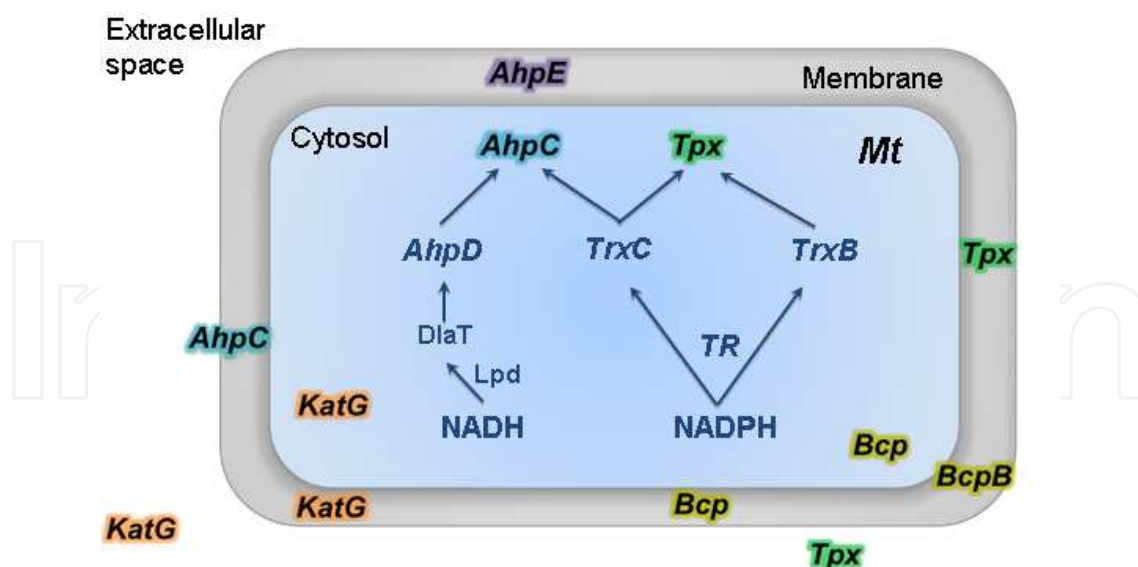 Extracellular
space
AhpE
Membrane
Cytosol
AhpC
Tpx
Mt
AhpD
TrxC
TrxB
Tpx
AhpC
DlaT
TR
Lpd
KatG
NADH
NADPH
Bcp
BcpB
KatG
Bcp
KatG
Tpx